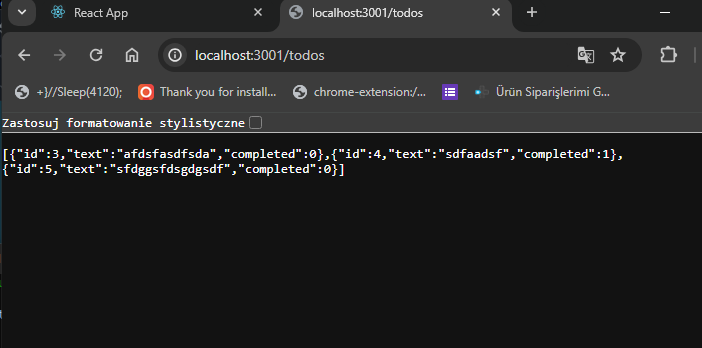 React App
localhost:3001/todos
localhost:3001/todos
+}//Sleep(4120);
Thank you for install...
chrome-extension:/...
Ürün Siparişlerimi G...
Zastosuj formatowanie stylistyczne
[{"id":3,"text":"afdsfasdfsda","completed":0},{"id":4,"text":"sdfaadsf","completed":1},
{"id":5,"text":"sfdggsfdsgdgsdf","completed":0}]